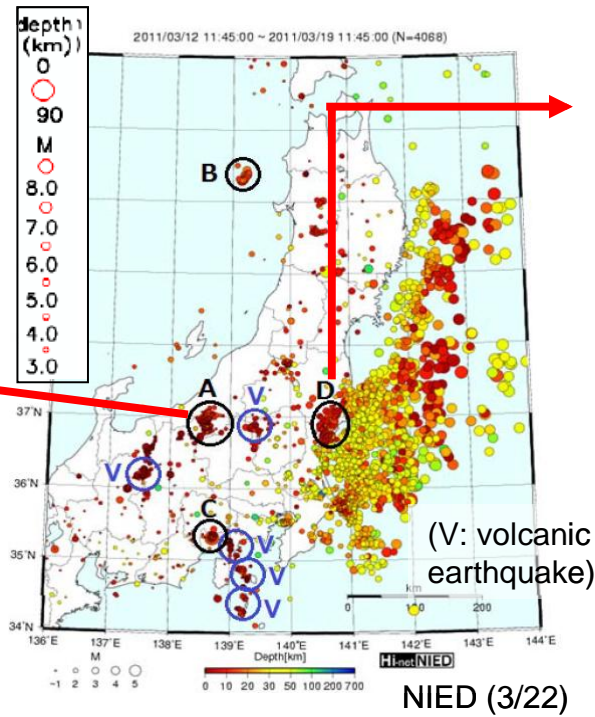 depth)
(km))
0
90
M
8.0
7.0
6.0
5.0
4.0
3.0
2011/03/12 11:45:00 ~ 2011/03/19 11:45:00 (N=4068)
B
A
V
D
37°N
V
36°N
C
V
35°N
V
V
34°N
(V: volcanic
earthquake)
km
0 100 200
136°E 137°E 138°E 139°E 140°E 141°E 142°E 143°E 144°E
M
-1 2 3 4 5
Depth[km]
0 10 20 30 50 100 200 700
Hi-net NIED
NIED (3/22)